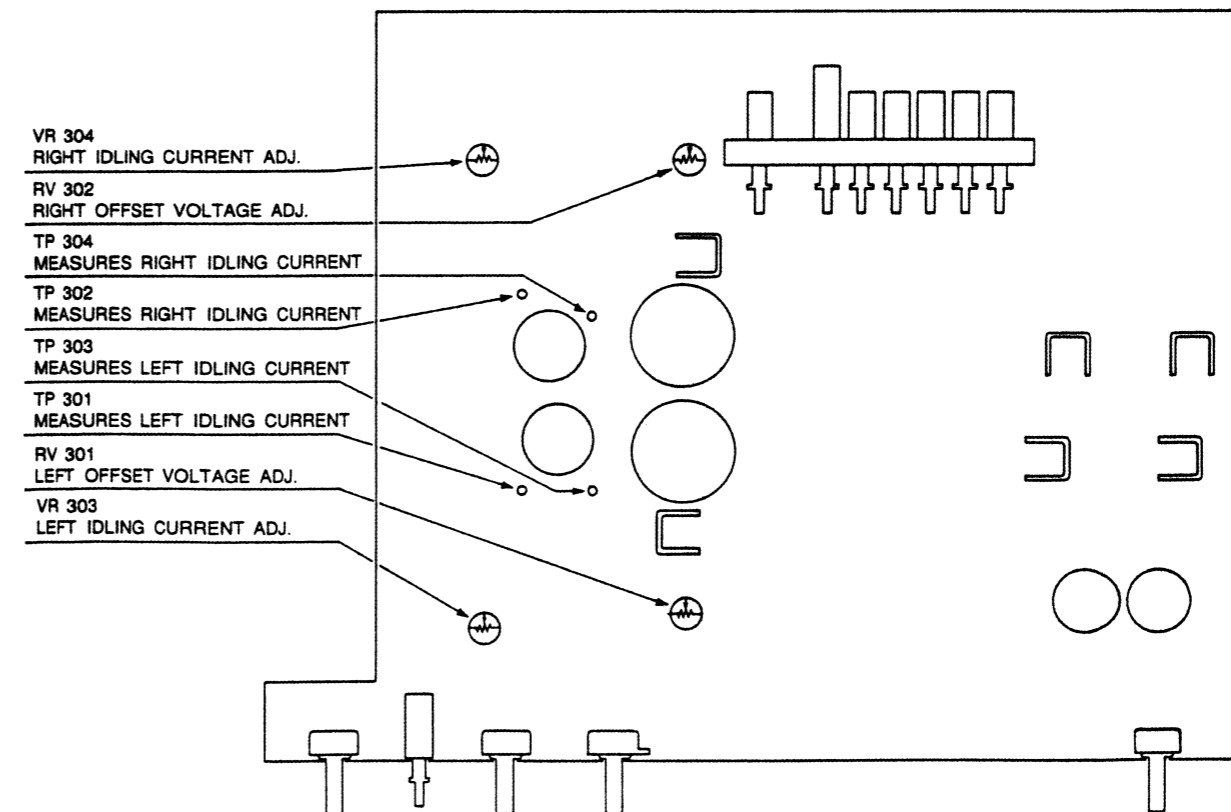 VR 304
RIGHT IDLING CURRENT ADJ.
RV 302
RIGHT OFFSET VOLTAGE ADJ.
TP 304
MEASURES RIGHT IDLING CURRENT
TP 302
MEASURES RIGHT IDLING CURRENT
TP 303
MEASURES LEFT IDLING CURRENT
TP 301
MEASURES LEFT IDLING CURRENT
RV 301
LEFT OFFSET VOLTAGE ADJ.
VR 303
LEFT IDLING CURRENT ADJ.